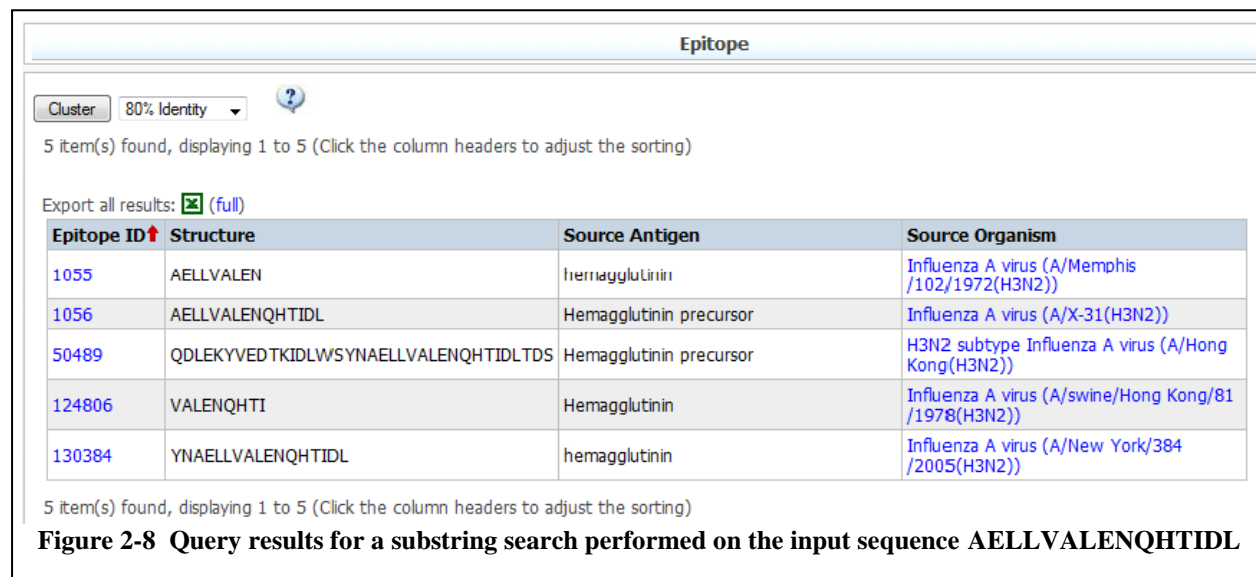 Epitope
Cluster 80% Identity ?
5 item(s) found, displaying 1 to 5 (Click the column headers to adjust the sorting)
Export all results: (full)
Epitope ID Structure Source Antigen Source Organism
1055 AELLVALEN hemagglutinin Influenza A virus (A/Memphis
/102/1972(H3N2))
1056 AELLVALENQHTIDL Hemagglutinin precursor Influenza A virus (A/X-31(H3N2))
50489 QDLEKYVEDTKIDLWSYNAELLVALENQHTIDLTDS Hemagglutinin precursor H3N2 subtype Influenza A virus (A/Hong
Kong(H3N2))
124806 VALENQHTI Hemagglutinin Influenza A virus (A/swine/Hong Kong/81
/1978(H3N2))
130384 YNAELLVALENQHTIDL hemagglutinin Influenza A virus (A/New York/384
/2005(H3N2))
5 item(s) found, displaying 1 to 5 (Click the column headers to adjust the sorting)
Figure 2-8 Query results for a substring search performed on the input sequence AELLVALENQHTIDL